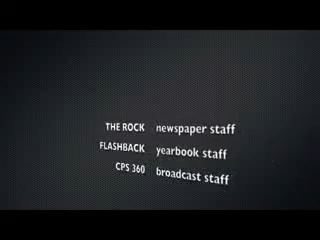 THE ROCK newspaper staff
FLASHBACK yearbook staff
CPS 360 broadcast staff